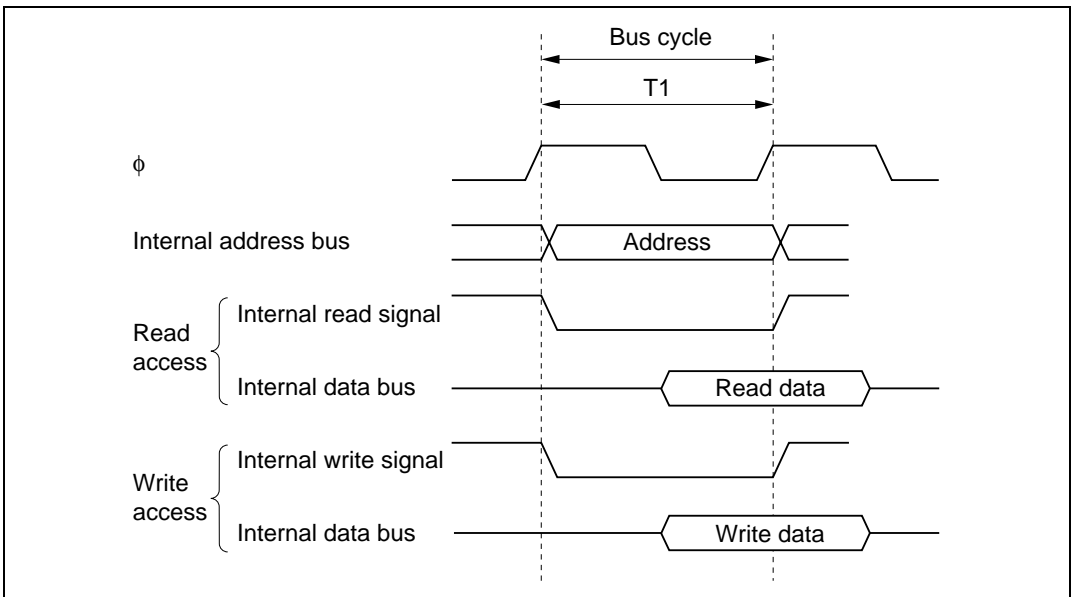 Bus cycle
T1
ϕ
Internal address bus
Address
Read
access
Internal read signal
Internal data bus
Read data
Write
access
Internal write signal
Internal data bus
Write data